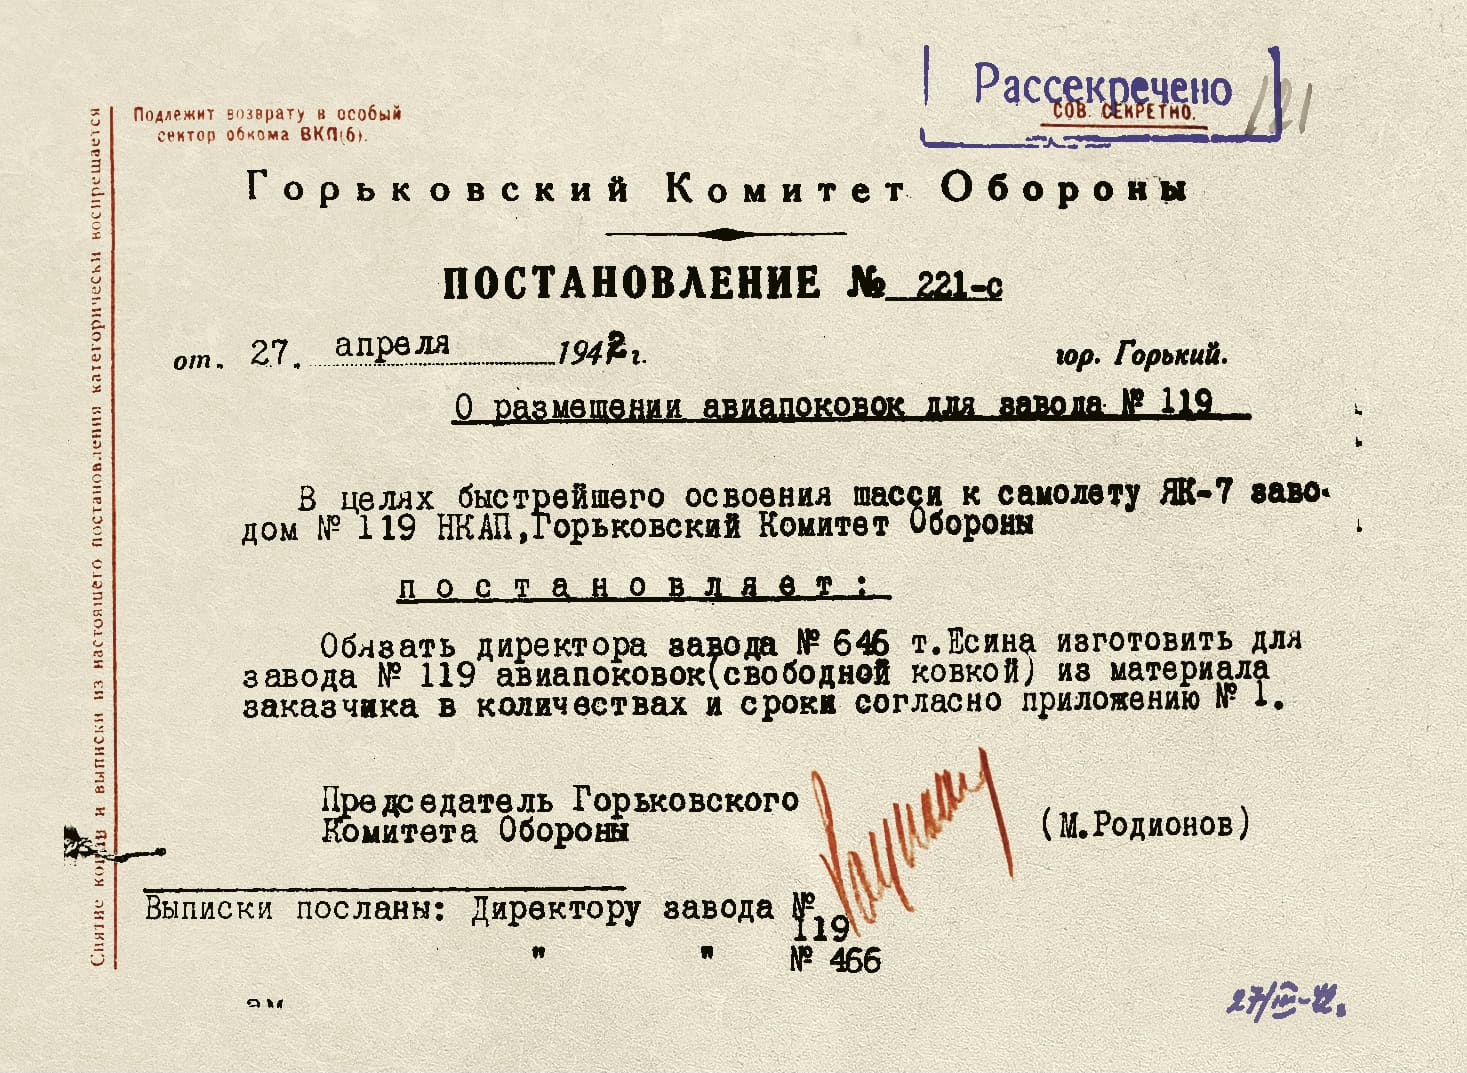 Рассекречено
121
СОВ. СЕКРЕТНО.
Подлежит возврату в особый
сектор обкома ВКП(б).
Снятие копий и выписки из настоящего постановления категорически воспрещается
Горьковский Комитет Обороны
ПОСТАНОВЛЕНИЕ № 221-с
от. 27. апреля 1942 г.
гор. Горький.
О размещении авиапоковок для завода № 119
В целях быстрейшего освоения шасси к самолету ЯК-7 заво-
дом № 119 НКАП,Горьковский Комитет Обороны
постановляет:
Обязать директора завода № 646 т.Есина изготовить для
завода № 119 авиапоковок(свободной ковкой) из материала
заказчика в количествах и сроки согласно приложению № 1.
Председатель Горьковского
Комитета Обороны
(М.Родионов)
Выписки посланы: Директору завода №
119
" " № 466
эм
27/III-42.